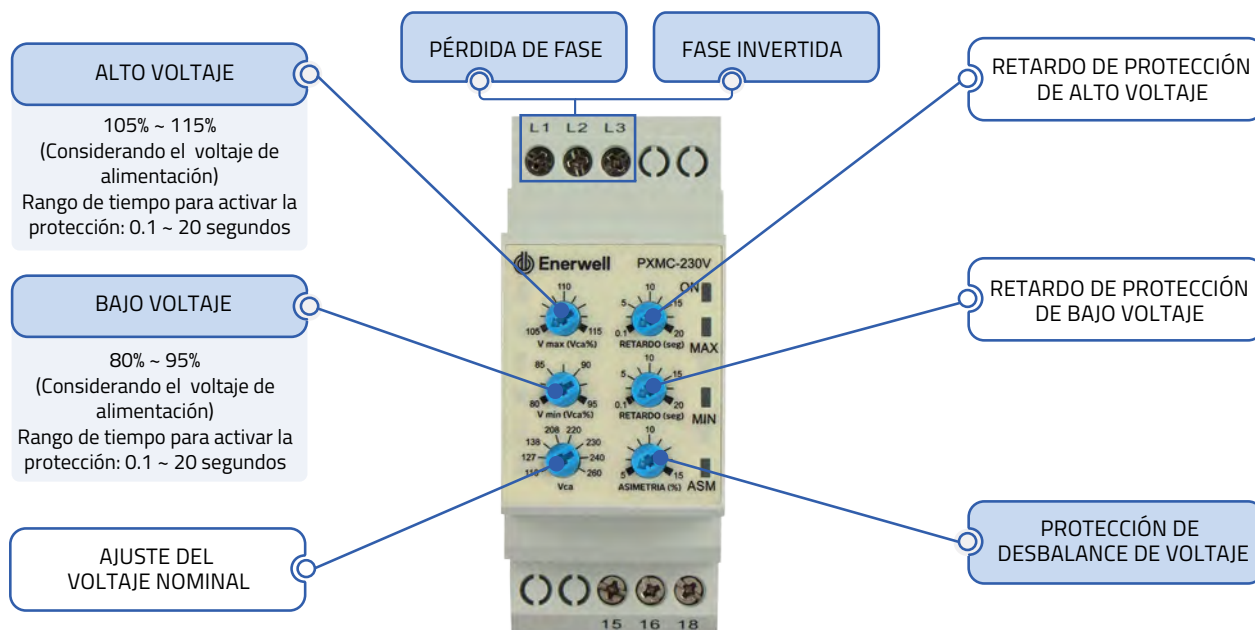 PÉRDIDA DE FASE
FASE INVERTIDA
ALTO VOLTAJE
105% ~ 115%
(Considerando el voltaje de
alimentación)
Rango de tiempo para activar la
protección: 0.1 ~ 20 segundos
BAJO VOLTAJE
80% ~ 95%
(Considerando el voltaje de
alimentación)
Rango de tiempo para activar la
protección: 0.1 ~ 20 segundos
AJUSTE DEL
VOLTAJE NOMINAL
L1 L2 L3
Enerwell PXMC-230V
ON
110
105 115
V max (Vca%)
10
5 15
0.1 20
RETARDO (seg)
MAX
85 90
80 95
V min (Vca%)
10
5 15
0.1 20
RETARDO (seg)
MIN
208 220
138 230
127 240
260
Vca
10
5 15
ASIMETRIA (%)
ASM
15 16 18
RETARDO DE PROTECCIÓN
DE ALTO VOLTAJE
RETARDO DE PROTECCIÓN
DE BAJO VOLTAJE
PROTECCIÓN DE
DESBALANCE DE VOLTAJE